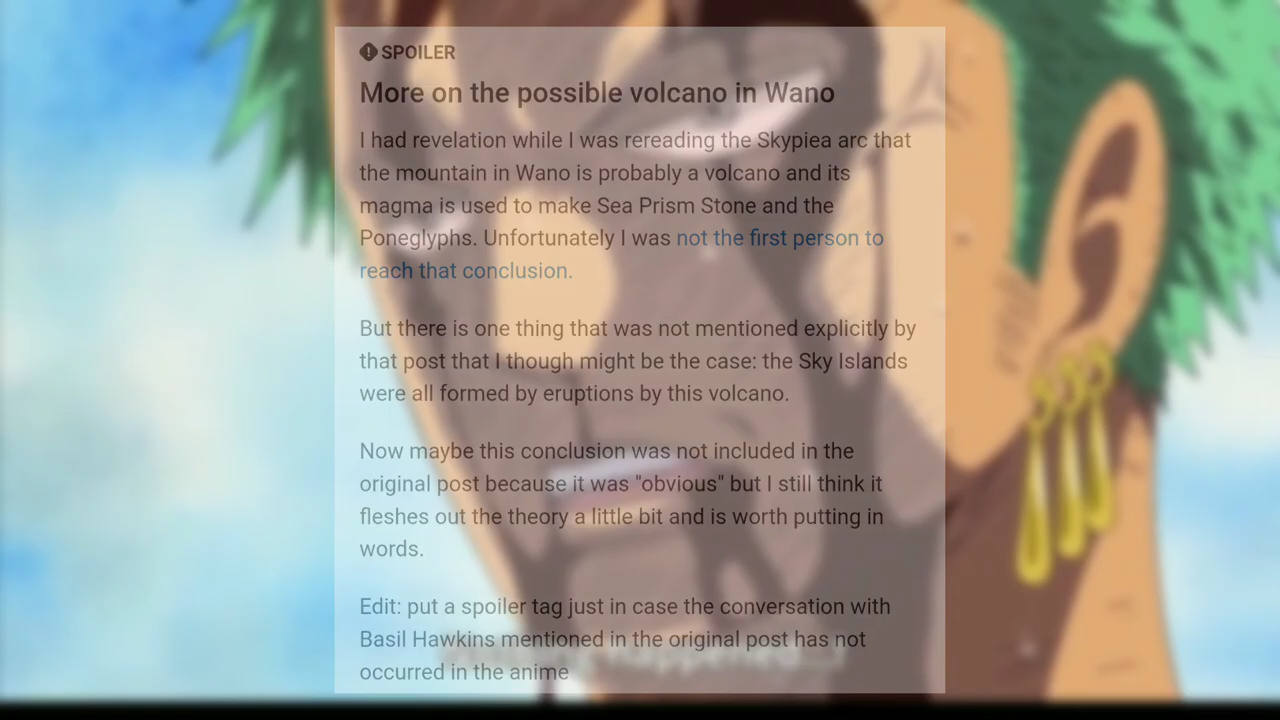 SPOILER
More on the possible volcano in Wano
I had revelation while I was rereading the Skypiea arc that
the mountain in Wano is probably a volcano and its
magma is used to make Sea Prism Stone and the
Poneglyphs. Unfortunately I was not the first person to
reach that conclusion.
But there is one thing that was not mentioned explicitly by
that post that I though might be the case: the Sky Islands
were all formed by eruptions by this volcano.
Now maybe this conclusion was not included in the
original post because it was "obvious" but I still think it
fleshes out the theory a little bit and is worth putting in
words.
Edit: put a spoiler tag just in case the conversation with
Basil Hawkins mentioned in the original post has not
occurred in the anime
happened...!